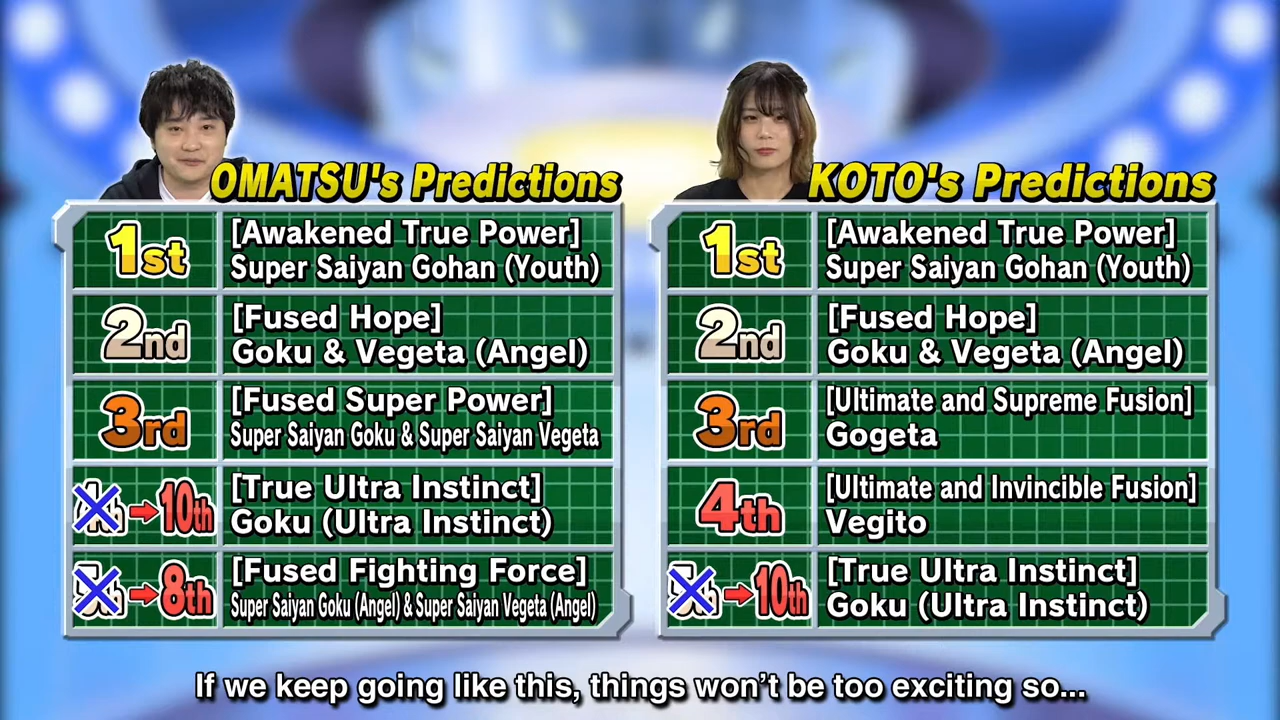 OMATSU's Predictions
1st
[Awakened True Power]
Super Saiyan Gohan (Youth)
2nd
[Fused Hope]
Goku & Vegeta (Angel)
3rd
[Fused Super Power]
Super Saiyan Goku & Super Saiyan Vegeta
→10th
[True Ultra Instinct]
Goku (Ultra Instinct)
→8th
[Fused Fighting Force]
Super Saiyan Goku (Angel) & Super Saiyan Vegeta (Angel)
KOTO's Predictions
1st
[Awakened True Power]
Super Saiyan Gohan (Youth)
2nd
[Fused Hope]
Goku & Vegeta (Angel)
3rd
[Ultimate and Supreme Fusion]
Gogeta
4th
[Ultimate and Invincible Fusion]
Vegito
→10th
[True Ultra Instinct]
Goku (Ultra Instinct)
If we keep going like this, things won't be too exciting so...